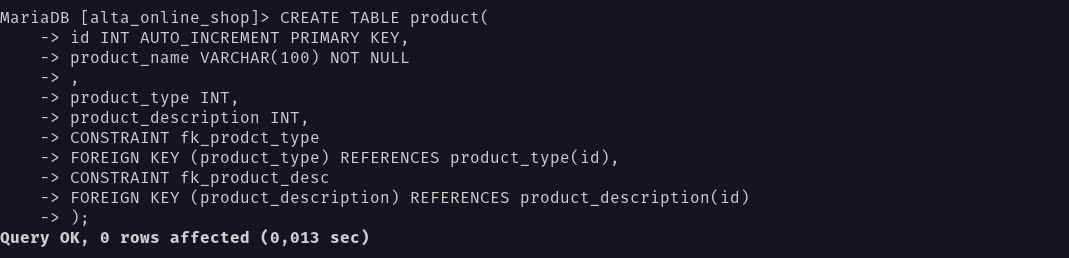 MariaDB [alta_online_shop]> CREATE TABLE product(
    -> id INT AUTO_INCREMENT PRIMARY KEY,
    -> product_name VARCHAR(100) NOT NULL
    -> ,
    -> product_type INT,
    -> product_description INT,
    -> CONSTRAINT fk_prodct_type
    -> FOREIGN KEY (product_type) REFERENCES product_type(id),
    -> CONSTRAINT fk_product_desc
    -> FOREIGN KEY (product_description) REFERENCES product_description(id)
    -> );
Query OK, 0 rows affected (0,013 sec)